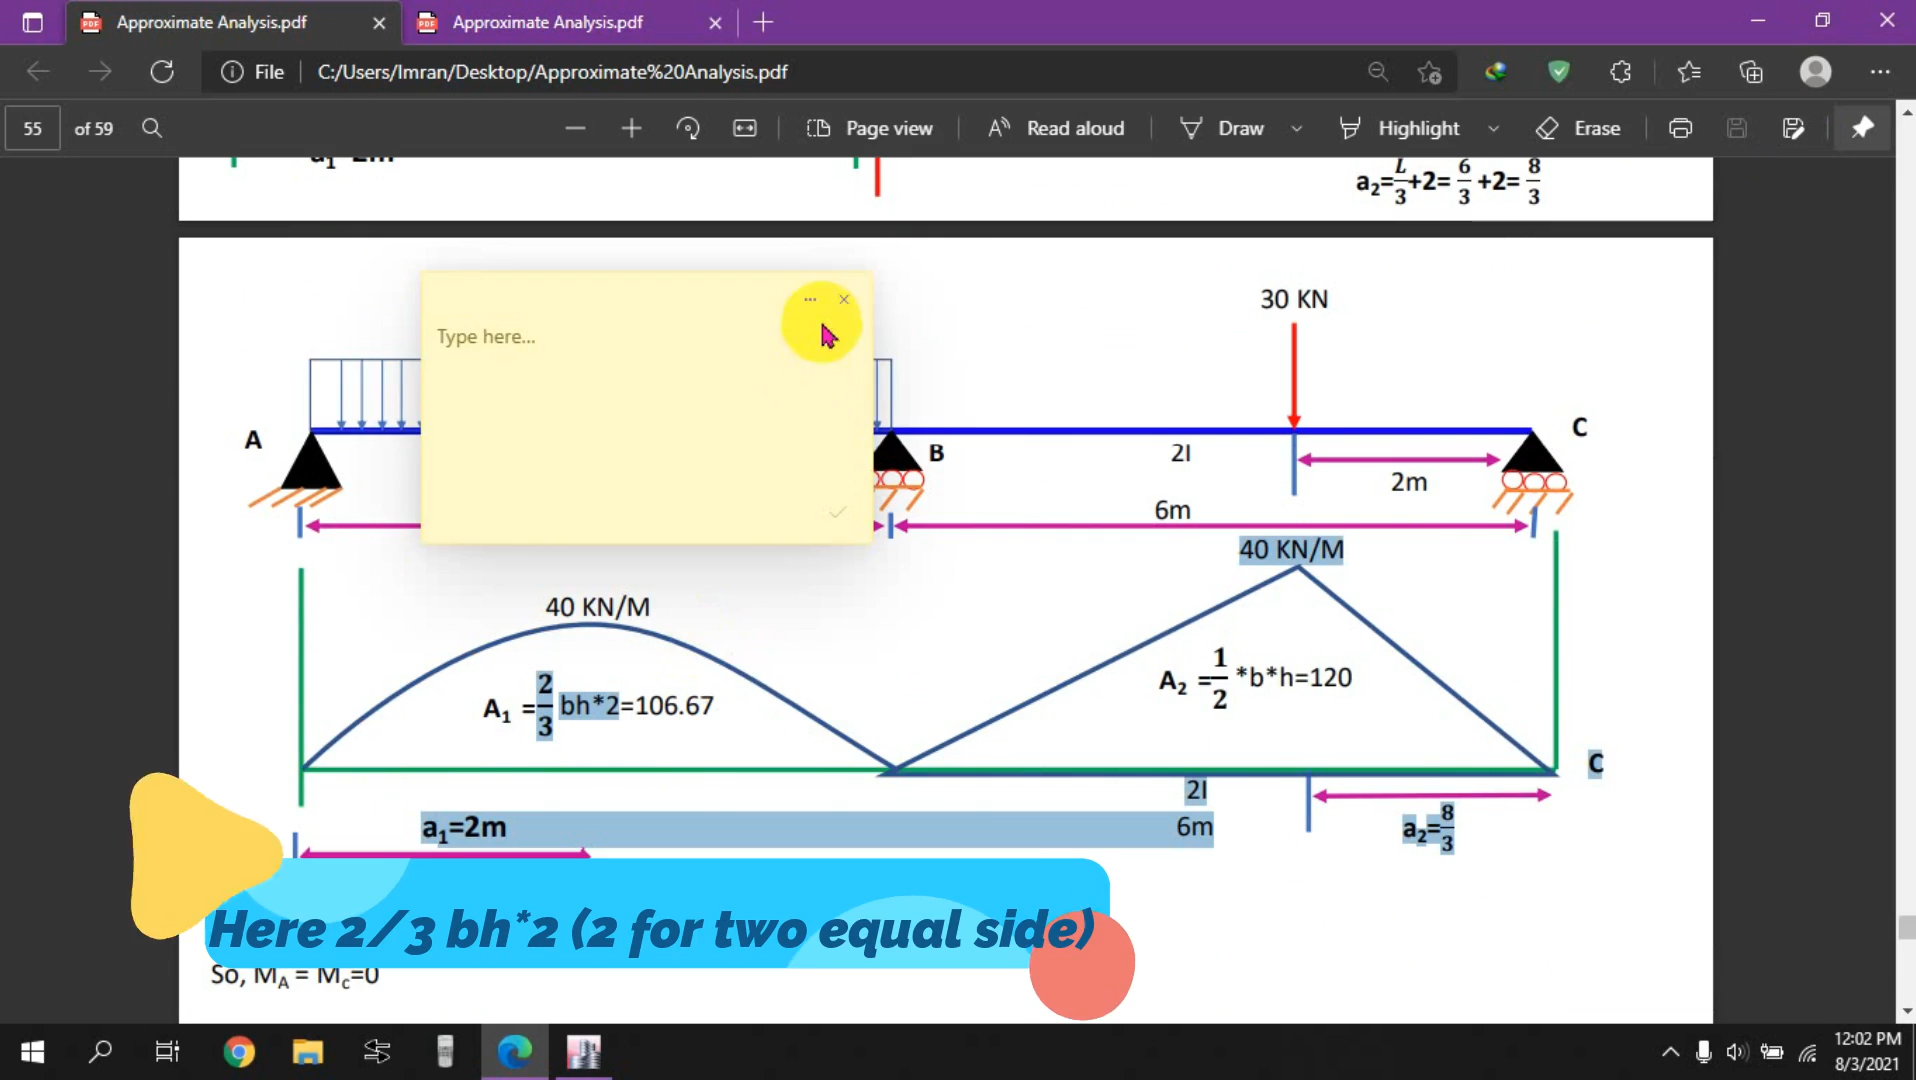 Approximate Analysis.pdf
Approximate Analysis.pdf
File
C:/Users/Imran/Desktop/Approximate%20Analysis.pdf
55 of 59
Page view
Read aloud
Draw
Highlight
Erase
a2=L/3+2= 6/3 +2= 8/3
Type here...
30 KN
A
B
C
2I
2m
6m
40 KN/M
40 KN/M
A1 =2/3 bh*2=106.67
A2 =1/2 *b*h=120
C
2I
a1=2m
6m
a2=8/3
Here 2/3 bh*2 (2 for two equal side)
So, MA = Mc=0
12:02 PM
8/3/2021